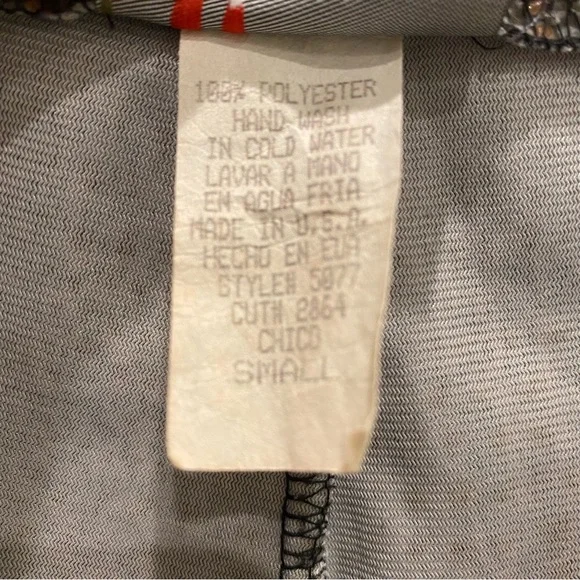 100% POLYESTER
HAND WASH
IN COLD WATER
LAVAR A MANO
EN AGUA FRIA
MADE IN U.S.A.
HECHO EN EUA
STYLE# 5077
CUT# 2864
CHICO
SMALL